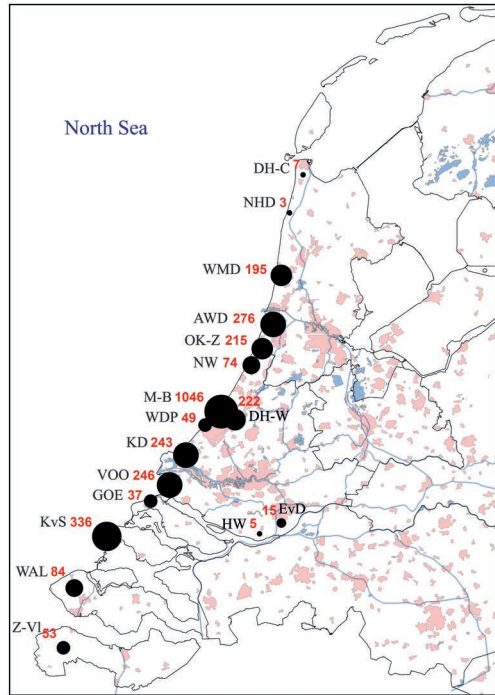 North Sea
DH-C 7
NHD 3
WMD 195
AWD 276
OK-Z 215
NW 74
M-B 1046
222
DH-W
WDP 49
KD 243
VOO 246
GOE 37
15 EvD
HW 5
KvS 336
WAL 84
Z-Vl 53